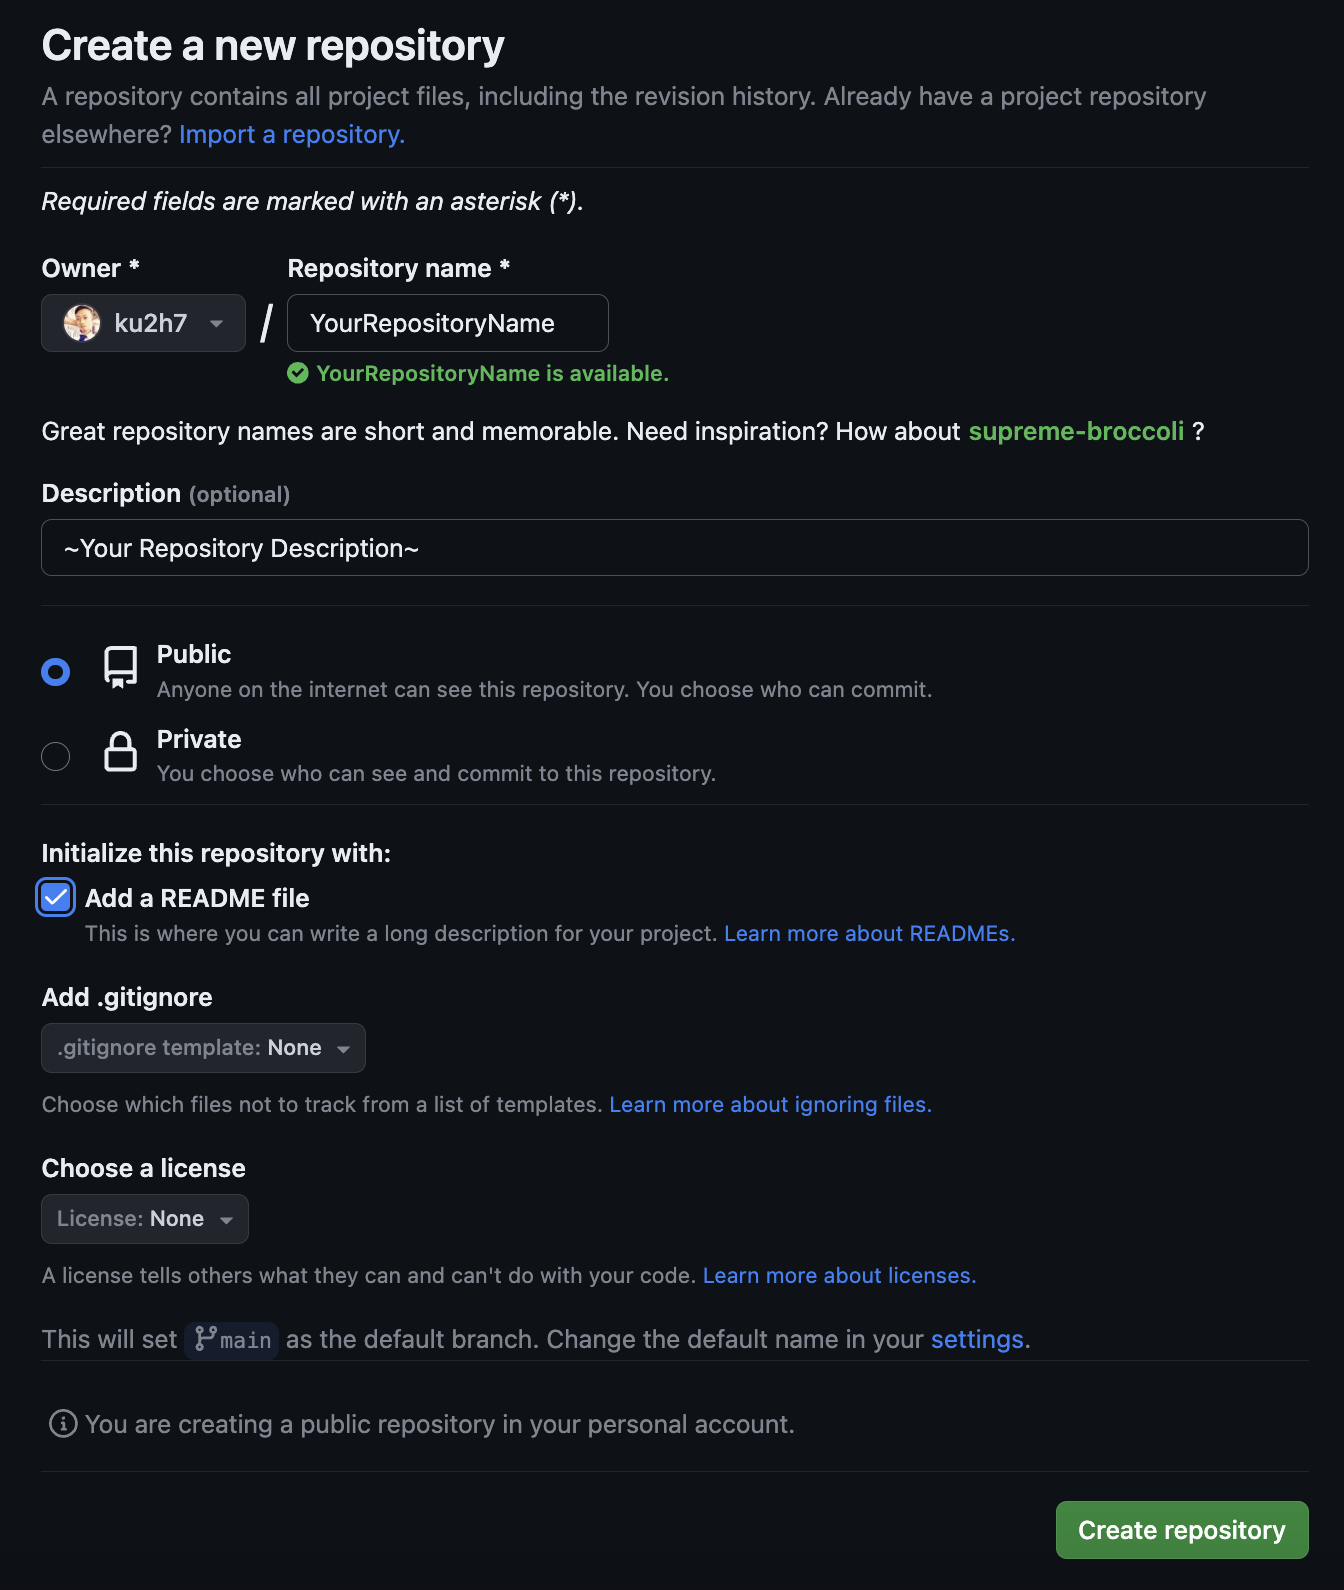 Create a new repository
A repository contains all project files, including the revision history. Already have a project repository
elsewhere? Import a repository.
Required fields are marked with an asterisk (*).
Owner *
Repository name *
ku2h7
/
YourRepositoryName
YourRepositoryName is available.
Great repository names are short and memorable. Need inspiration? How about supreme-broccoli ?
Description (optional)
~Your Repository Description~
Public
Anyone on the internet can see this repository. You choose who can commit.
Private
You choose who can see and commit to this repository.
Initialize this repository with:
Add a README file
This is where you can write a long description for your project. Learn more about READMEs.
Add .gitignore
.gitignore template: None
Choose which files not to track from a list of templates. Learn more about ignoring files.
Choose a license
License: None
A license tells others what they can and can't do with your code. Learn more about licenses.
This will set main as the default branch. Change the default name in your settings.
You are creating a public repository in your personal account.
Create repository